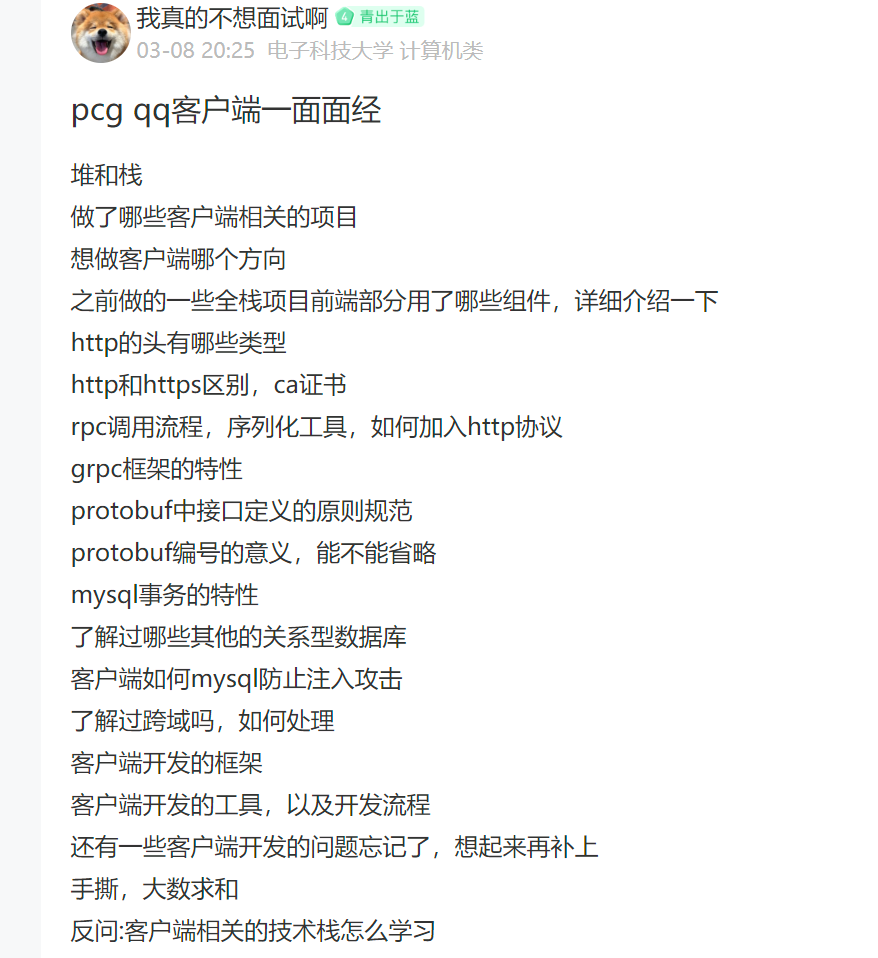 我真的不想面试啊 4 青出于蓝
03-08 20:25 电子科技大学 计算机类
pcg qq客户端一面面经
堆和栈
做了哪些客户端相关的项目
想做客户端哪个方向
之前做的一些全栈项目前端部分用了哪些组件，详细介绍一下
http的头有哪些类型
http和https区别，ca证书
rpc调用流程，序列化工具，如何加入http协议
grpc框架的特性
protobuf中接口定义的原则规范
protobuf编号的意义，能不能省略
mysql事务的特性
了解过哪些其他的关系型数据库
客户端如何mysql防止注入攻击
了解过跨域吗，如何处理
客户端开发的框架
客户端开发的工具，以及开发流程
还有一些客户端开发的问题忘记了，想起来再补上
手撕，大数求和
反问:客户端相关的技术栈怎么学习